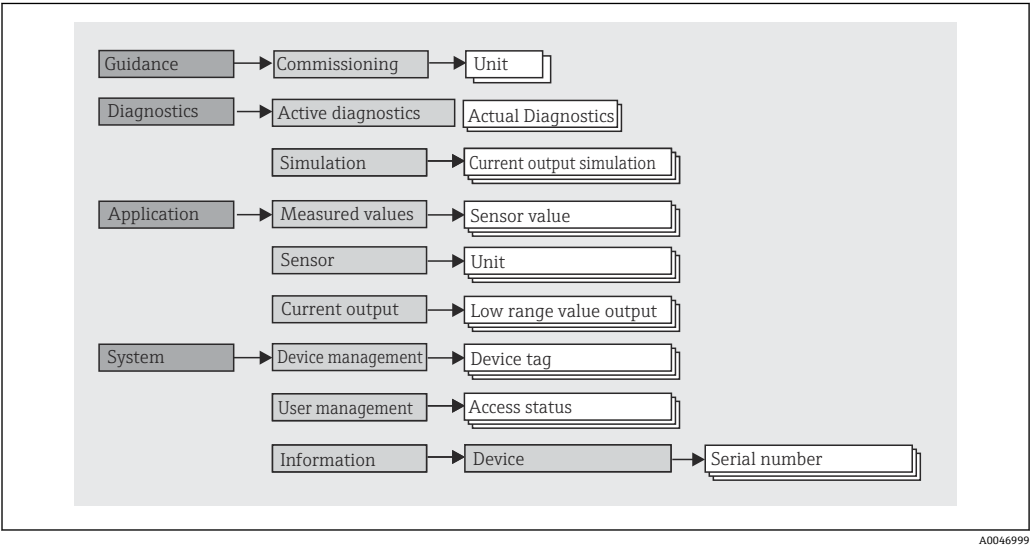 Guidance
Commissioning
Unit
Diagnostics
Active diagnostics
Actual Diagnostics
Simulation
Current output simulation
Application
Measured values
Sensor value
Sensor
Unit
Current output
Low range value output
System
Device management
Device tag
User management
Access status
Information
Device
Serial number
A0046999